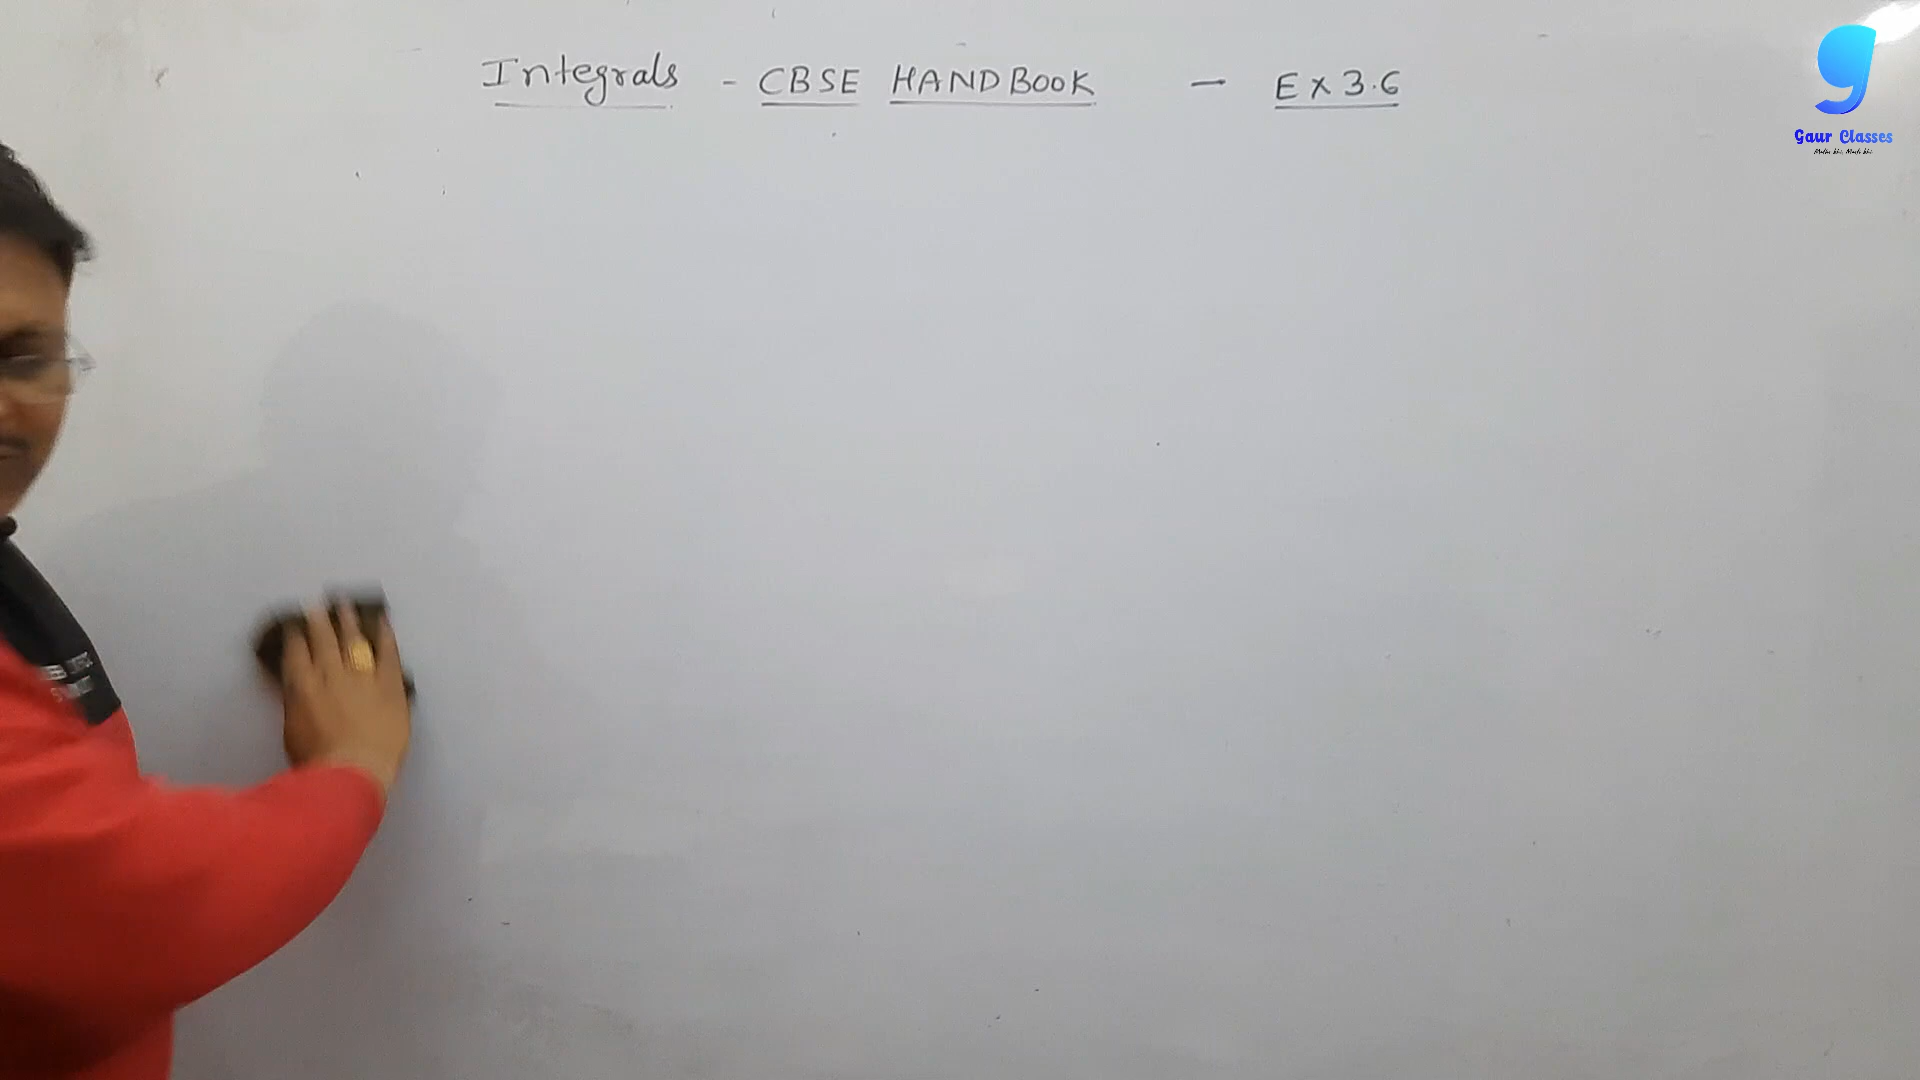 Integrals - CBSE HANDBOOK - EX 3.6
Gaur Classes